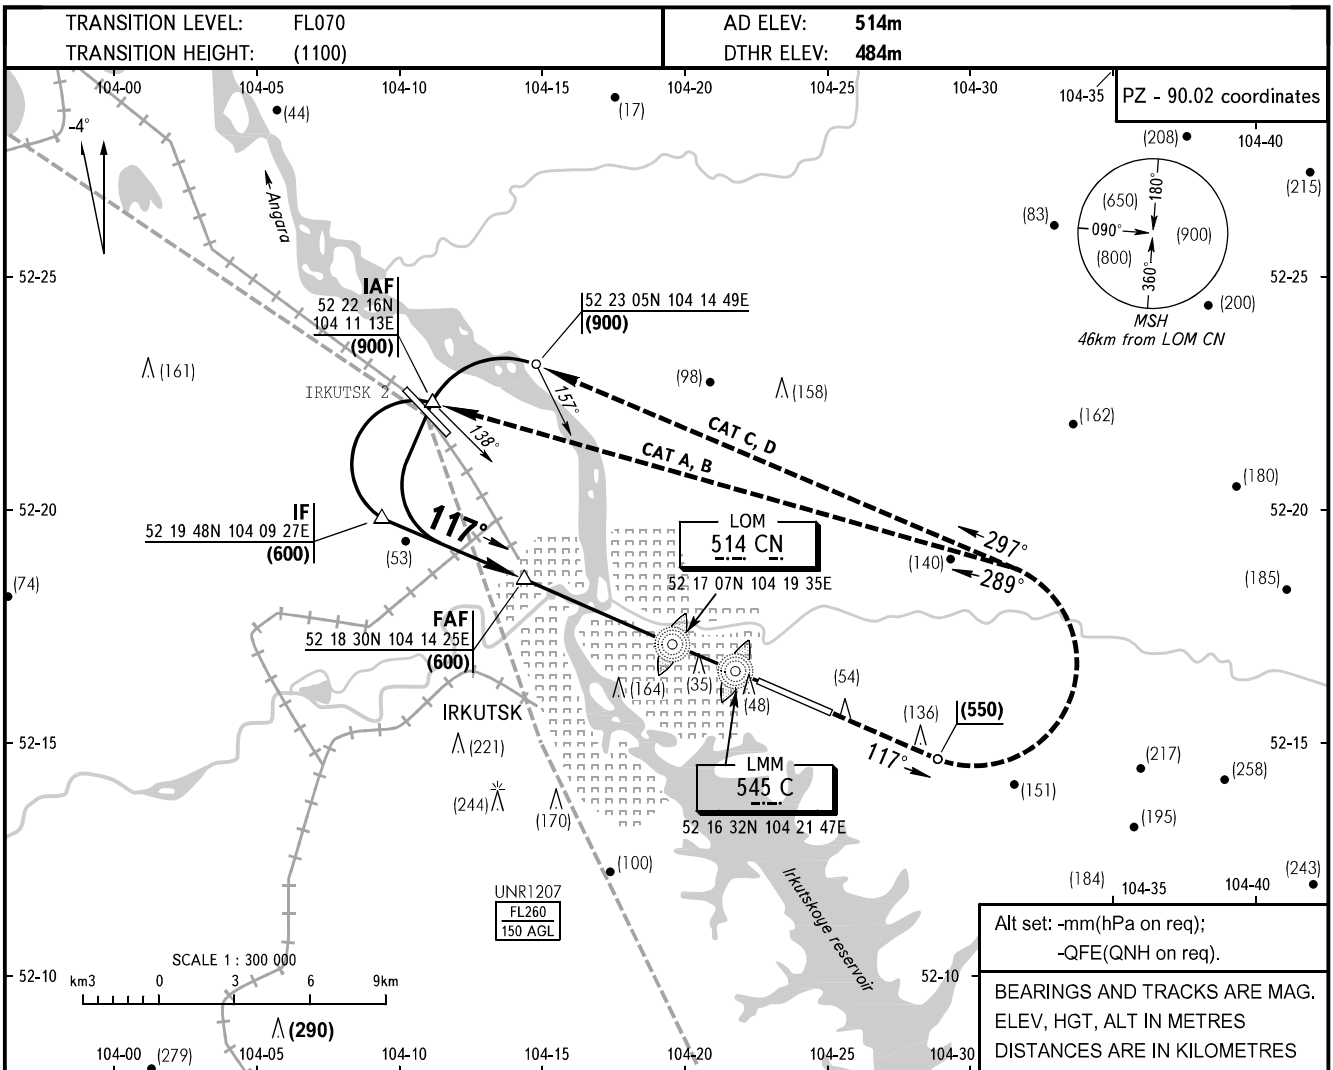 TRANSITION LEVEL: FL070
TRANSITION HEIGHT: (1100)
AD ELEV: 514m
DTHR ELEV: 484m
104-00
104-05
104-10
104-15
104-20
104-25
104-30
104-35
PZ - 90.02 coordinates
104-40
-4°
(44)
(17)
(208)
(215)
(83)
(650)
180°
090°
(900)
(800)
360°
(200)
MSH
46km from LOM CN
Angara
52-25
52-25
IAF
52 22 16N
104 11 13E
(900)
52 23 05N 104 14 49E
(900)
(161)
IRKUTSK 2
157°
138°
(98)
(158)
(162)
CAT C, D
CAT A, B
(180)
52-20
52-20
IF
52 19 48N 104 09 27E
(600)
117°
(53)
LOM
514 CN
52 17 07N 104 19 35E
297°
(140)
289°
(185)
(74)
FAF
52 18 30N 104 14 25E
(600)
(164)
(35)
(48)
(54)
(136)
(550)
117°
IRKUTSK
(221)
52-15
52-15
LMM
545 C
52 16 32N 104 21 47E
(244)
(170)
(151)
(217)
(258)
(195)
(100)
(184)
104-35
104-40
(243)
UNR1207
FL260
150 AGL
Irkutskoye reservoir
Alt set: -mm(hPa on req);
-QFE(QNH on req).
52-10
52-10
SCALE 1 : 300 000
km3 0 3 6 9km
(290)
BEARINGS AND TRACKS ARE MAG.
ELEV, HGT, ALT IN METRES
DISTANCES ARE IN KILOMETRES
104-00
(279)
104-05
104-10
104-15
104-20
104-25
104-30